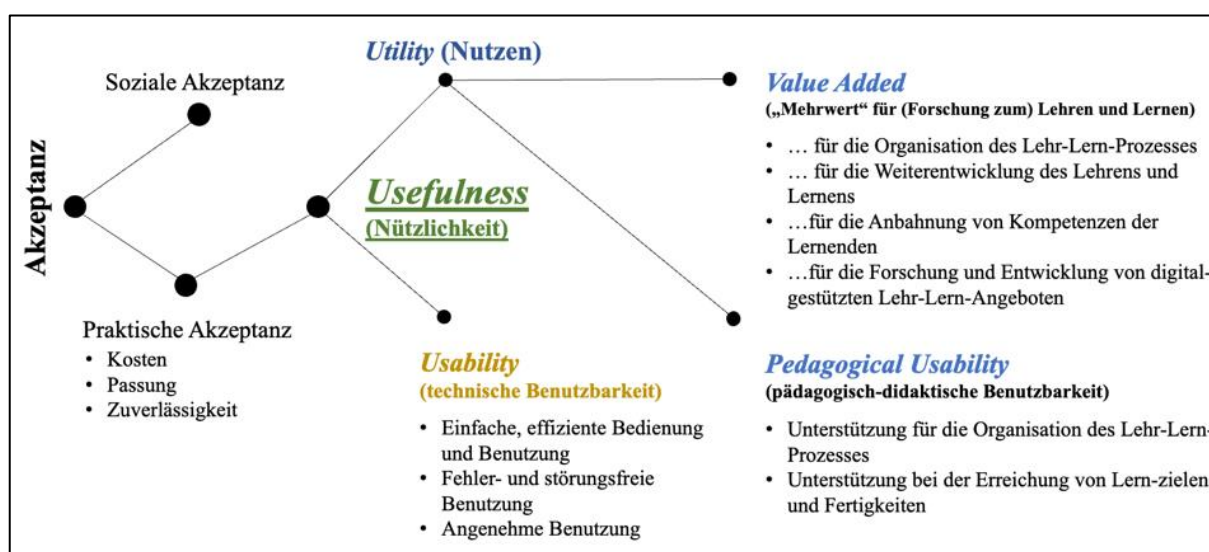 Akzeptanz
Soziale Akzeptanz
Praktische Akzeptanz
• Kosten
• Passung
• Zuverlässigkeit
Usefulness
(Nützlichkeit)
Utility (Nutzen)
Usability
(technische Benutzbarkeit)
• Einfache, effiziente Bedienung
und Benutzung
• Fehler- und störungsfreie
Benutzung
• Angenehme Benutzung
Value Added
(„Mehrwert“ für (Forschung zum) Lehren und Lernen)
• … für die Organisation des Lehr-Lern-Prozesses
• … für die Weiterentwicklung des Lehrens und
Lernens
• …für die Anbahnung von Kompetenzen der
Lernenden
• …für die Forschung und Entwicklung von digital-
gestützten Lehr-Lern-Angeboten
Pedagogical Usability
(pädagogisch-didaktische Benutzbarkeit)
• Unterstützung für die Organisation des Lehr-Lern-
Prozesses
• Unterstützung bei der Erreichung von Lern-zielen
und Fertigkeiten